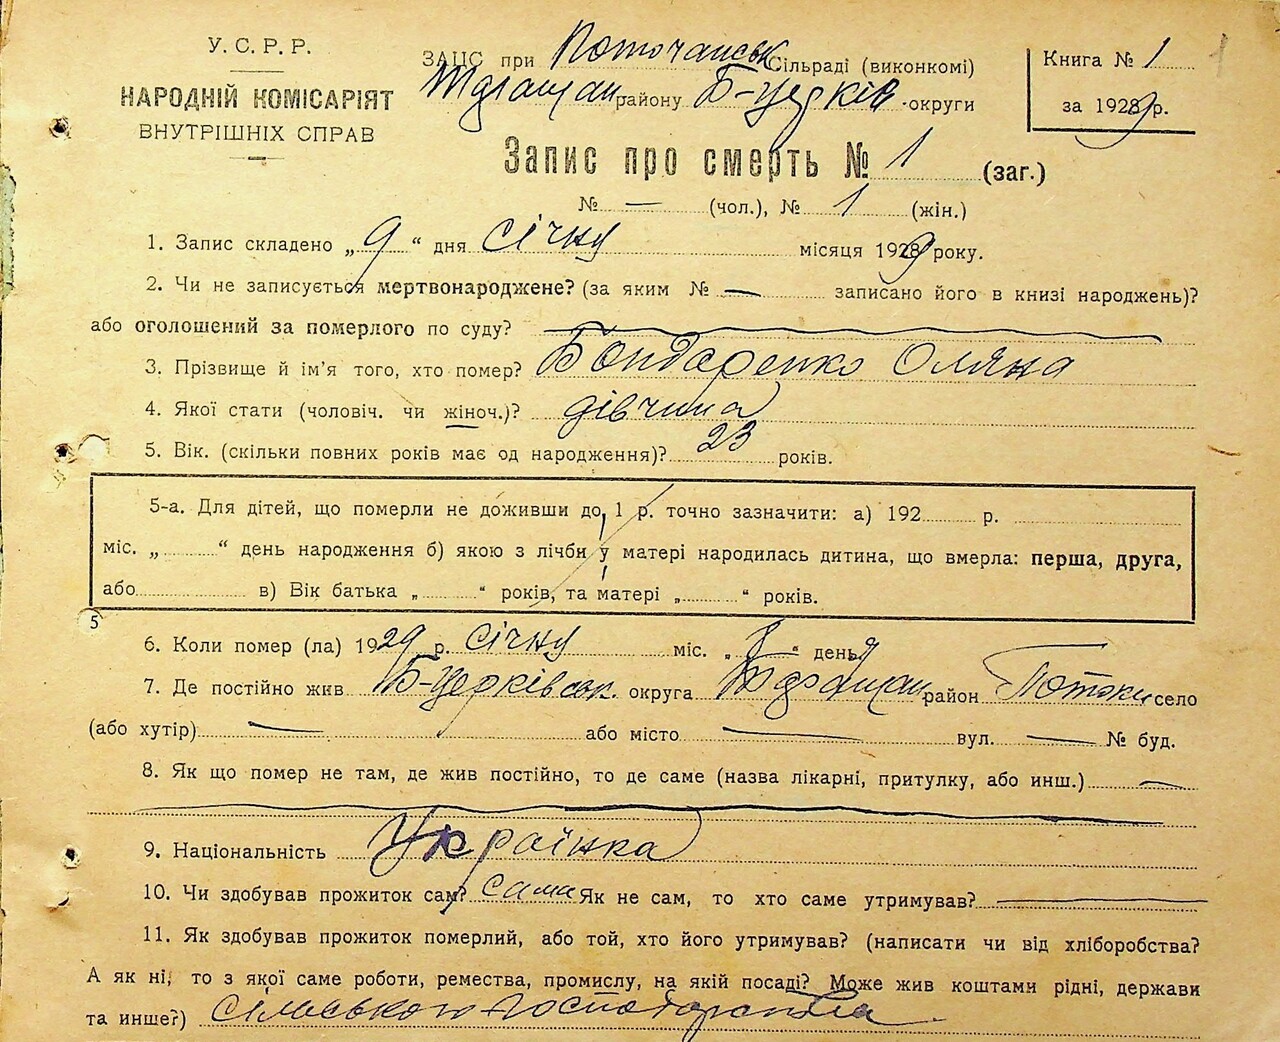 У. С. Р. Р.
НАРОДНІЙ КОМІСАРІЯТ
ВНУТРІШНІХ СПРАВ
ЗАЦС при Поточанськ Сільраді (виконкомі)
району Б-Церків. округи
Книга № 1
1
за 1929 р.
Запис про смерть № 1 (заг.)
№ — (чол.), № 1 (жін.)
1. Запис складено „ 9 “ дня січня місяця 1929 року.
2. Чи не записується мертвонароджене? (за яким № — записано його в книзі народжень)?
або оголошений за померлого по суду?
3. Прізвище й ім'я того, хто помер? Бондаренко Оляна
4. Якої стати (чоловіч. чи жіноч.)? дівчина
5. Вік. (скільки повних років має од народження)? 23 років.
5-а. Для дітей, що померли не доживши до 1 р. точно зазначити: а) 192 р.
міс. „ “ день народження б) якою з лічби у матері народилась дитина, що вмерла: перша, друга,
або в) Вік батька „ “ років, та матері „ “ років.
5
6. Коли помер (ла) 1929 р. січня міс. „ 8 “ день
7. Де постійно жив Б-Церківськ округа район Потоки село
(або хутір) — або місто — вул. — № буд.
8. Як що помер не там, де жив постійно, то де саме (назва лікарні, притулку, або инш.) —
9. Національність Українка
10. Чи здобував прожиток сам? сама Як не сам, то хто саме утримував? —
11. Як здобував прожиток померлий, або той, хто його утримував? (написати чи від хліборобства?
А як ні, то з якої саме роботи, ремества, промислу, на якій посаді? Може жив коштами рідні, держави
та инше?) сільського господарства